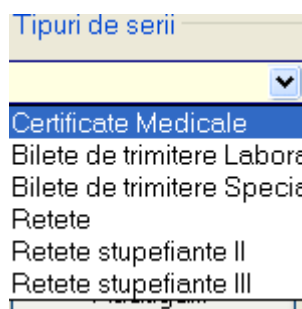 Tipuri de serii
Certificate Medicale
Bilete de trimitere Labora
Bilete de trimitere Specia
Retete
Retete stupefiante II
Retete stupefiante III